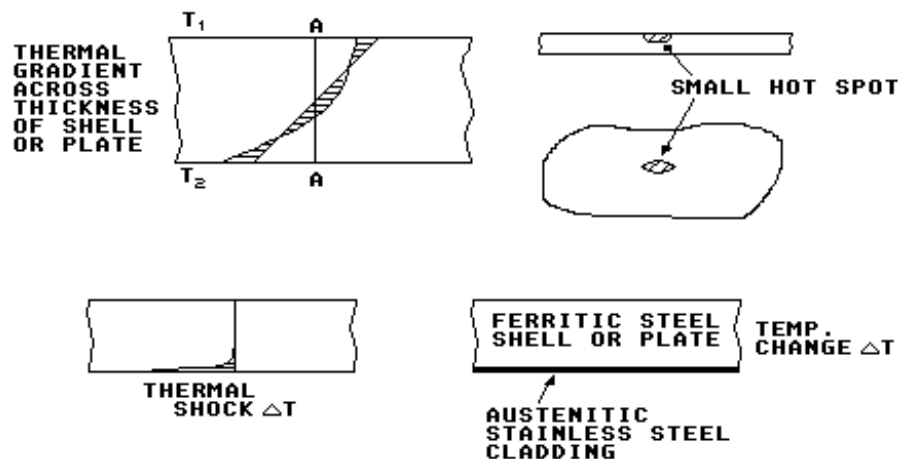 T₁
A
THERMAL
GRADIENT
ACROSS
THICKNESS
OF SHELL
OR PLATE
T₂
A
SMALL HOT SPOT
THERMAL
SHOCK △T
FERRITIC STEEL
SHELL OR PLATE
TEMP.
CHANGE △T
AUSTENITIC
STAINLESS STEEL
CLADDING